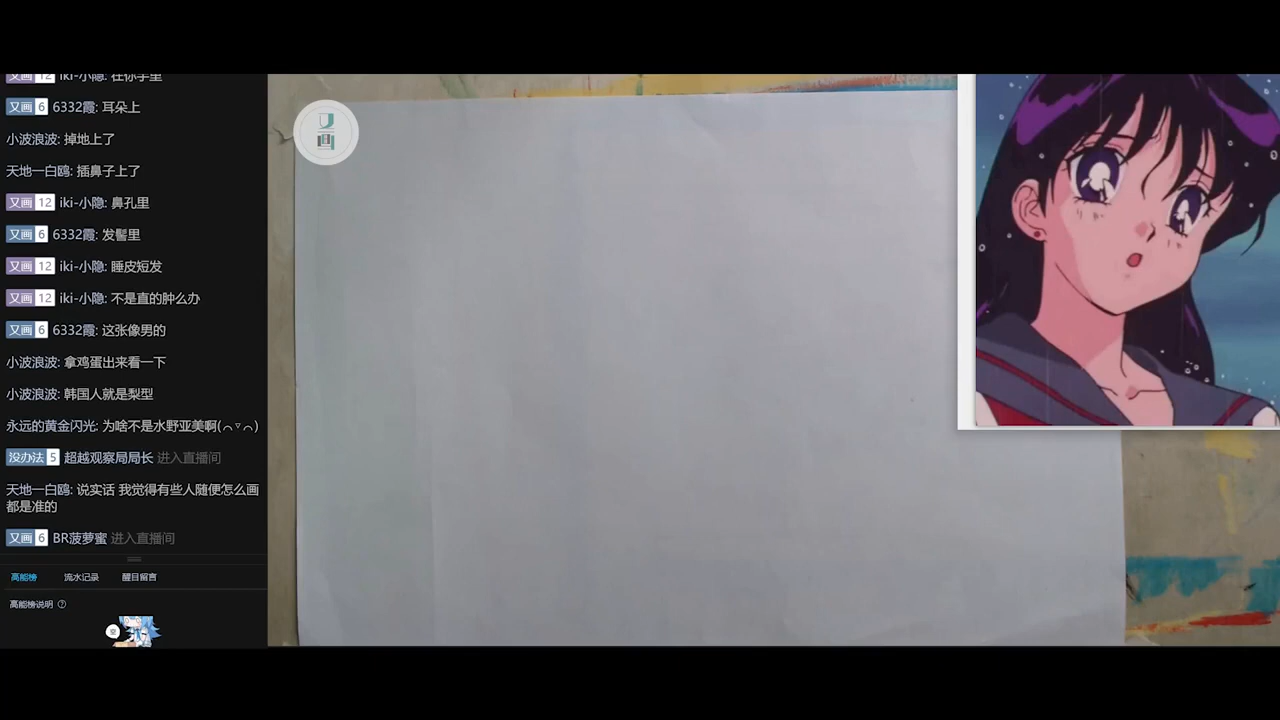 又画 12 iki-小隐: 在你手里
又画 6 6332霞: 耳朵上
小波浪波: 掉地上了
天地一白鸥: 插鼻子上了
又画 12 iki-小隐: 鼻孔里
又画 6 6332霞: 发髻里
又画 12 iki-小隐: 睡皮短发
又画 12 iki-小隐: 不是直的肿么办
又画 6 6332霞: 这张像男的
小波浪波: 拿鸡蛋出来看一下
小波浪波: 韩国人就是梨型
永远的黄金闪光: 为啥不是水野亚美啊(⌒▿⌒)
没办法 5 超越观察局局长 进入直播间
天地一白鸥: 说实话 我觉得有些人随便怎么画
都是准的
又画 6 BR菠萝蜜 进入直播间
高能榜 流水记录 醒目留言
高能榜说明 ?